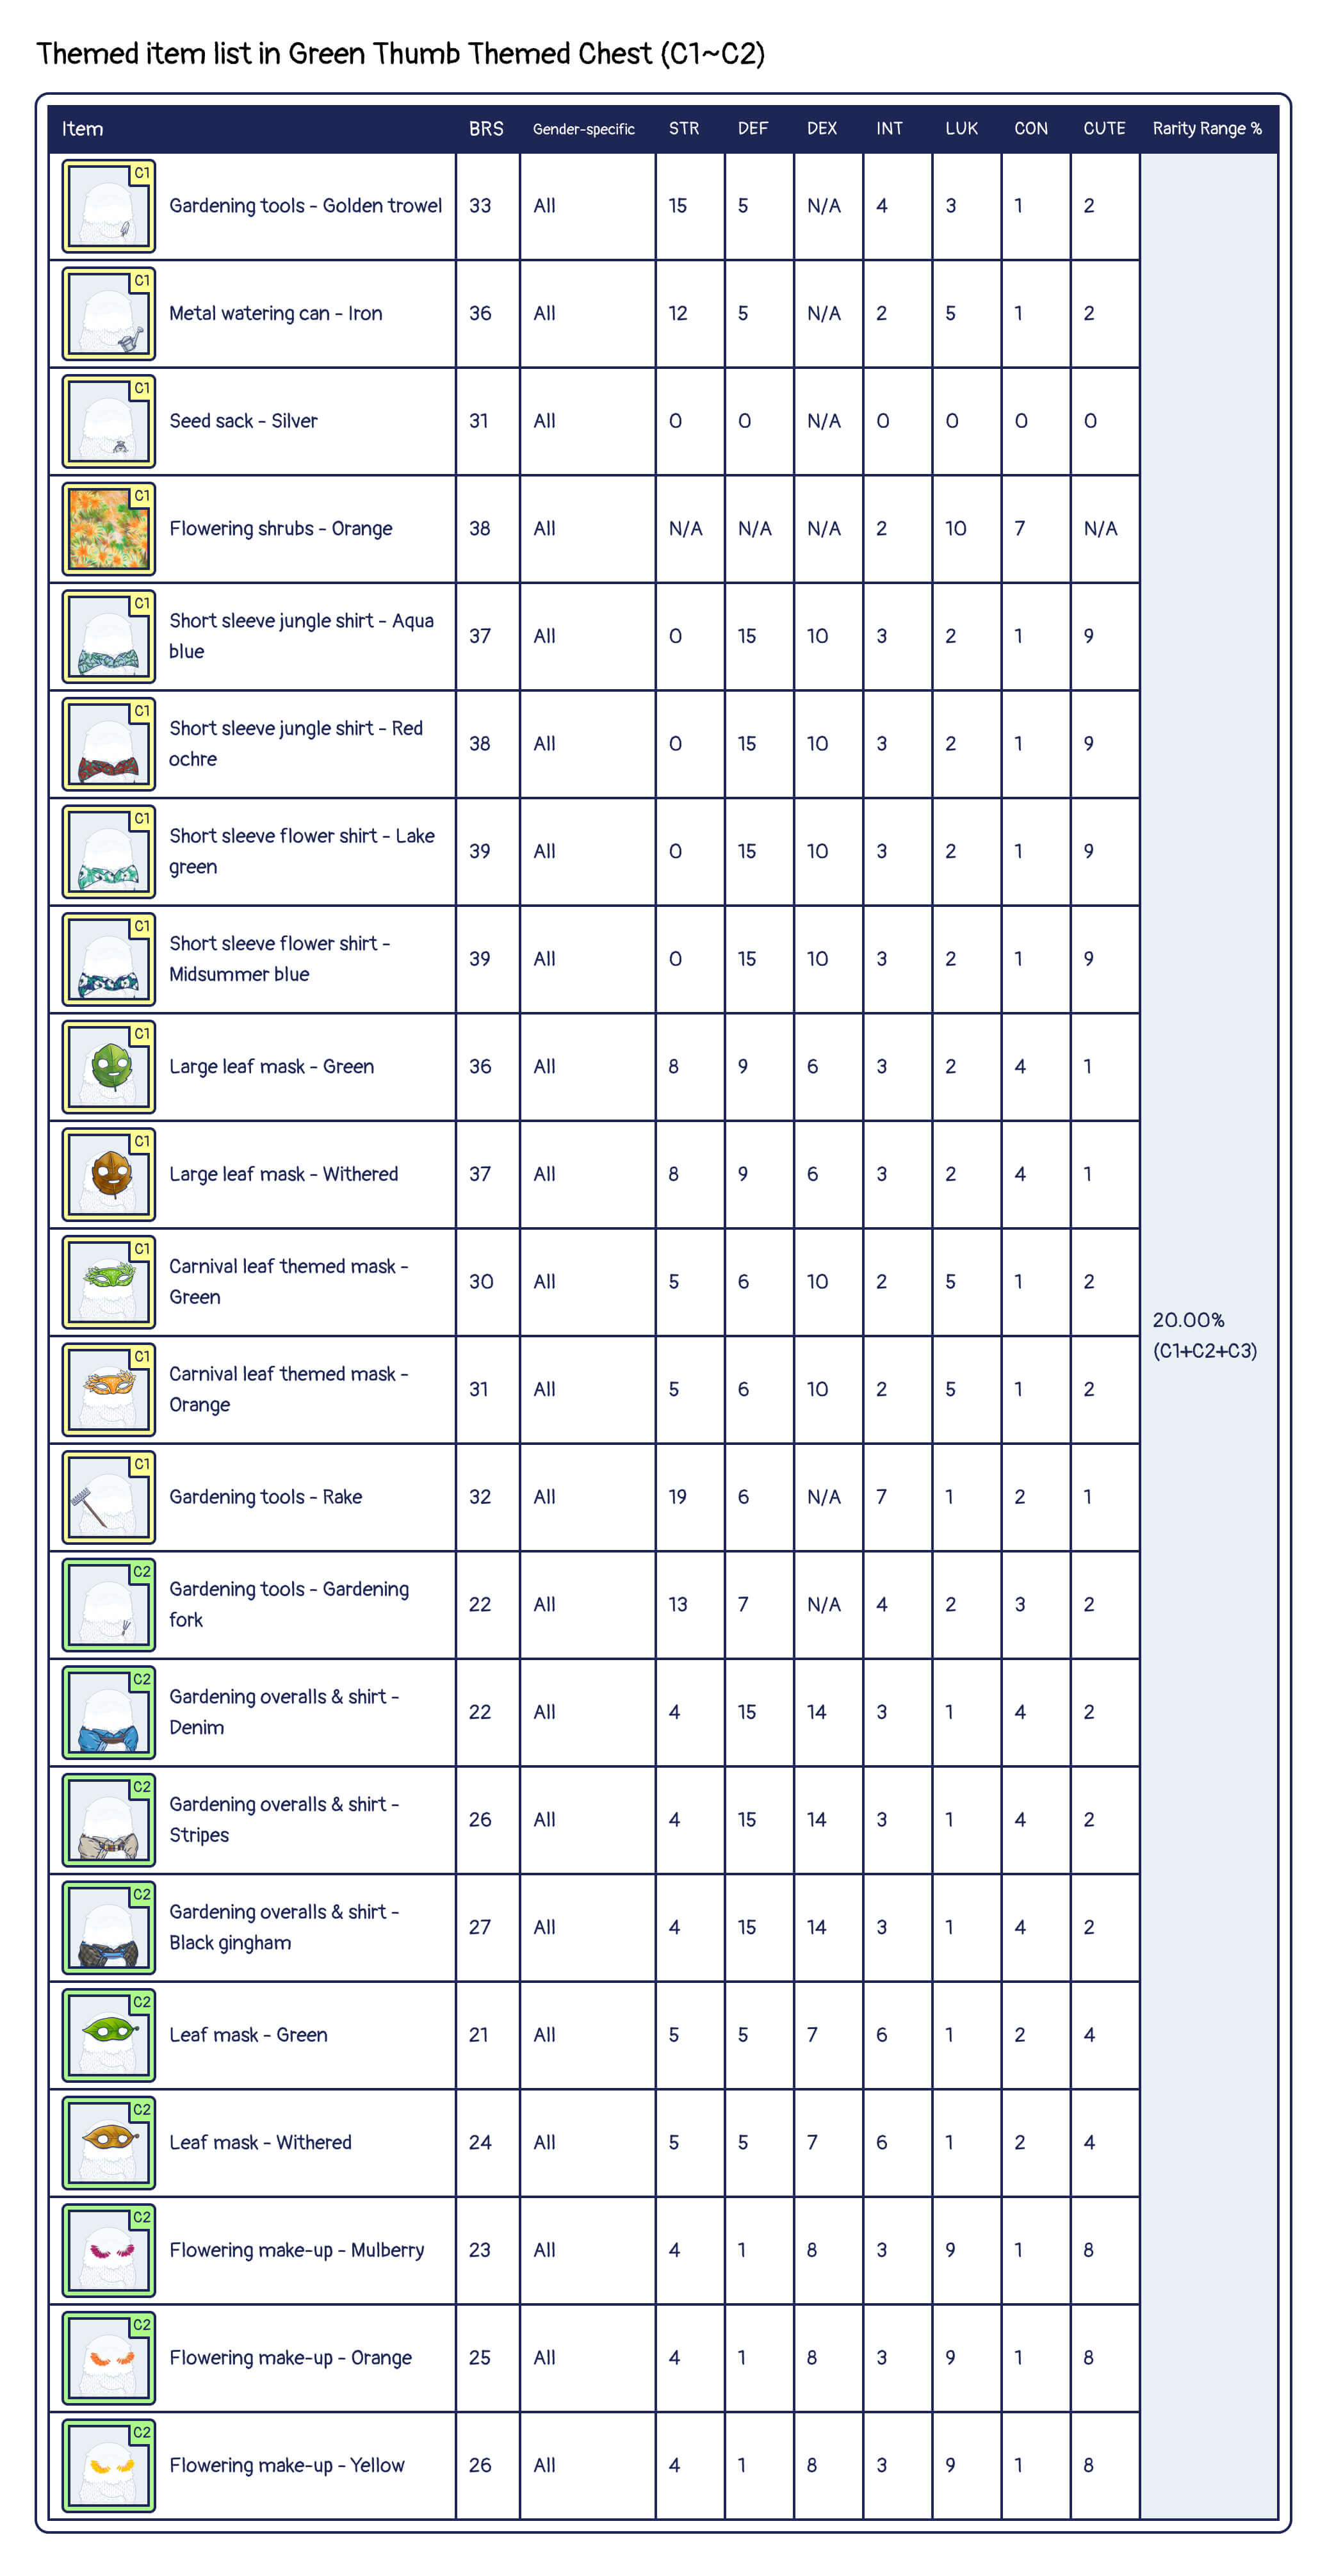 Themed item list in Green Thumb Themed Chest (C1~C2)
Item BRS Gender-specific STR DEF DEX INT LUK CON CUTE Rarity Range %
C1
Gardening tools - Golden trowel 33 All 15 5 N/A 4 3 1 2
C1
Metal watering can - Iron 36 All 12 5 N/A 2 5 1 2
C1
Seed sack - Silver 31 All 0 0 N/A 0 0 0 0
C1
Flowering shrubs - Orange 38 All N/A N/A N/A 2 10 7 N/A
C1
Short sleeve jungle shirt - Aqua
blue
37 All 0 15 10 3 2 1 9
C1
Short sleeve jungle shirt - Red
ochre
38 All 0 15 10 3 2 1 9
C1
Short sleeve flower shirt - Lake
green
39 All 0 15 10 3 2 1 9
C1
Short sleeve flower shirt -
Midsummer blue
39 All 0 15 10 3 2 1 9
C1
Large leaf mask - Green 36 All 8 9 6 3 2 4 1
C1
Large leaf mask - Withered 37 All 8 9 6 3 2 4 1
C1
Carnival leaf themed mask -
Green
30 All 5 6 10 2 5 1 2
20.00%
(C1+C2+C3)
C1
Carnival leaf themed mask -
Orange
31 All 5 6 10 2 5 1 2
C1
Gardening tools - Rake 32 All 19 6 N/A 7 1 2 1
C2
Gardening tools - Gardening
fork
22 All 13 7 N/A 4 2 3 2
C2
Gardening overalls & shirt -
Denim
22 All 4 15 14 3 1 4 2
C2
Gardening overalls & shirt -
Stripes
26 All 4 15 14 3 1 4 2
C2
Gardening overalls & shirt -
Black gingham
27 All 4 15 14 3 1 4 2
C2
Leaf mask - Green 21 All 5 5 7 6 1 2 4
C2
Leaf mask - Withered 24 All 5 5 7 6 1 2 4
C2
Flowering make-up - Mulberry 23 All 4 1 8 3 9 1 8
C2
Flowering make-up - Orange 25 All 4 1 8 3 9 1 8
C2
Flowering make-up - Yellow 26 All 4 1 8 3 9 1 8